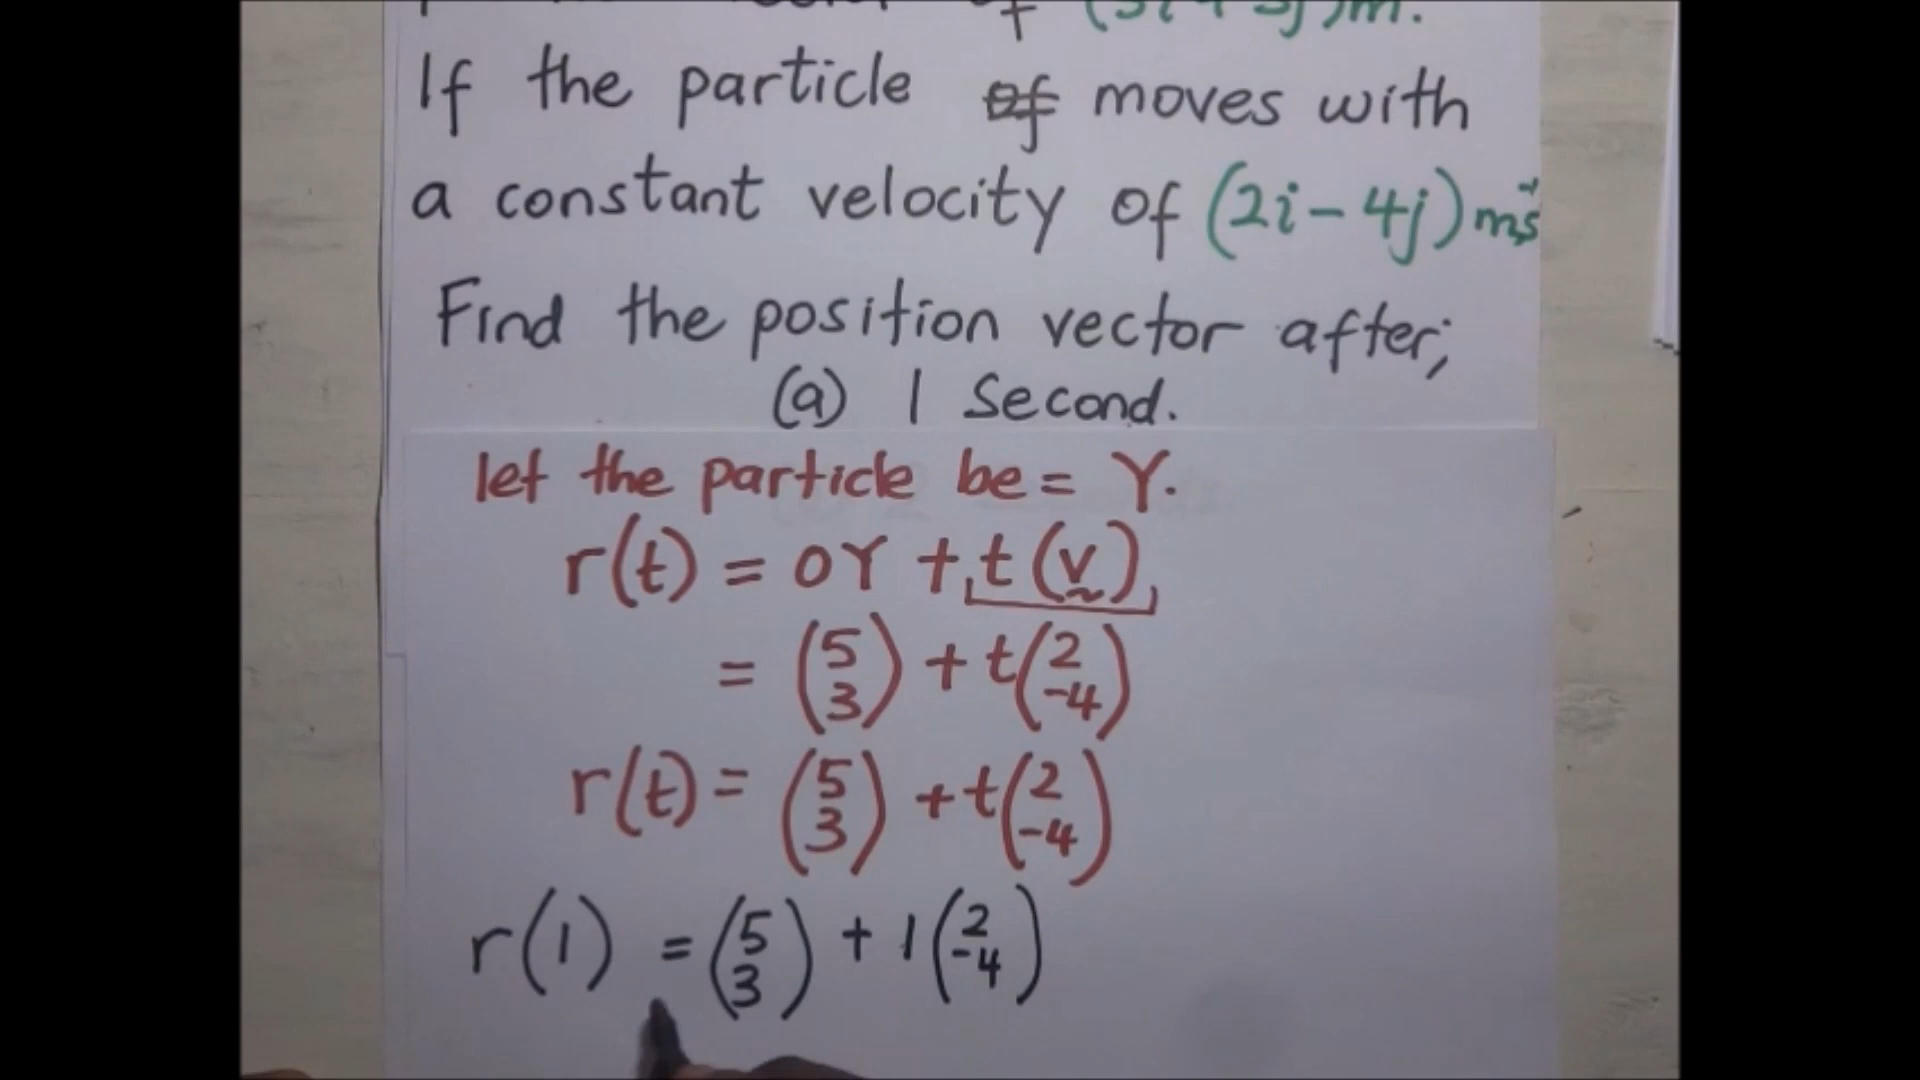 If the particle moves with
a constant velocity of (2i-4j)ms⁻¹
Find the position vector after;
(a) 1 Second.
let the particle be = Y.
r(t) = OY + t(v)
= (5 3) + t(2 -4)
r(t) = (5 3) + t(2 -4)
r(1) = (5 3) + 1(2 -4)